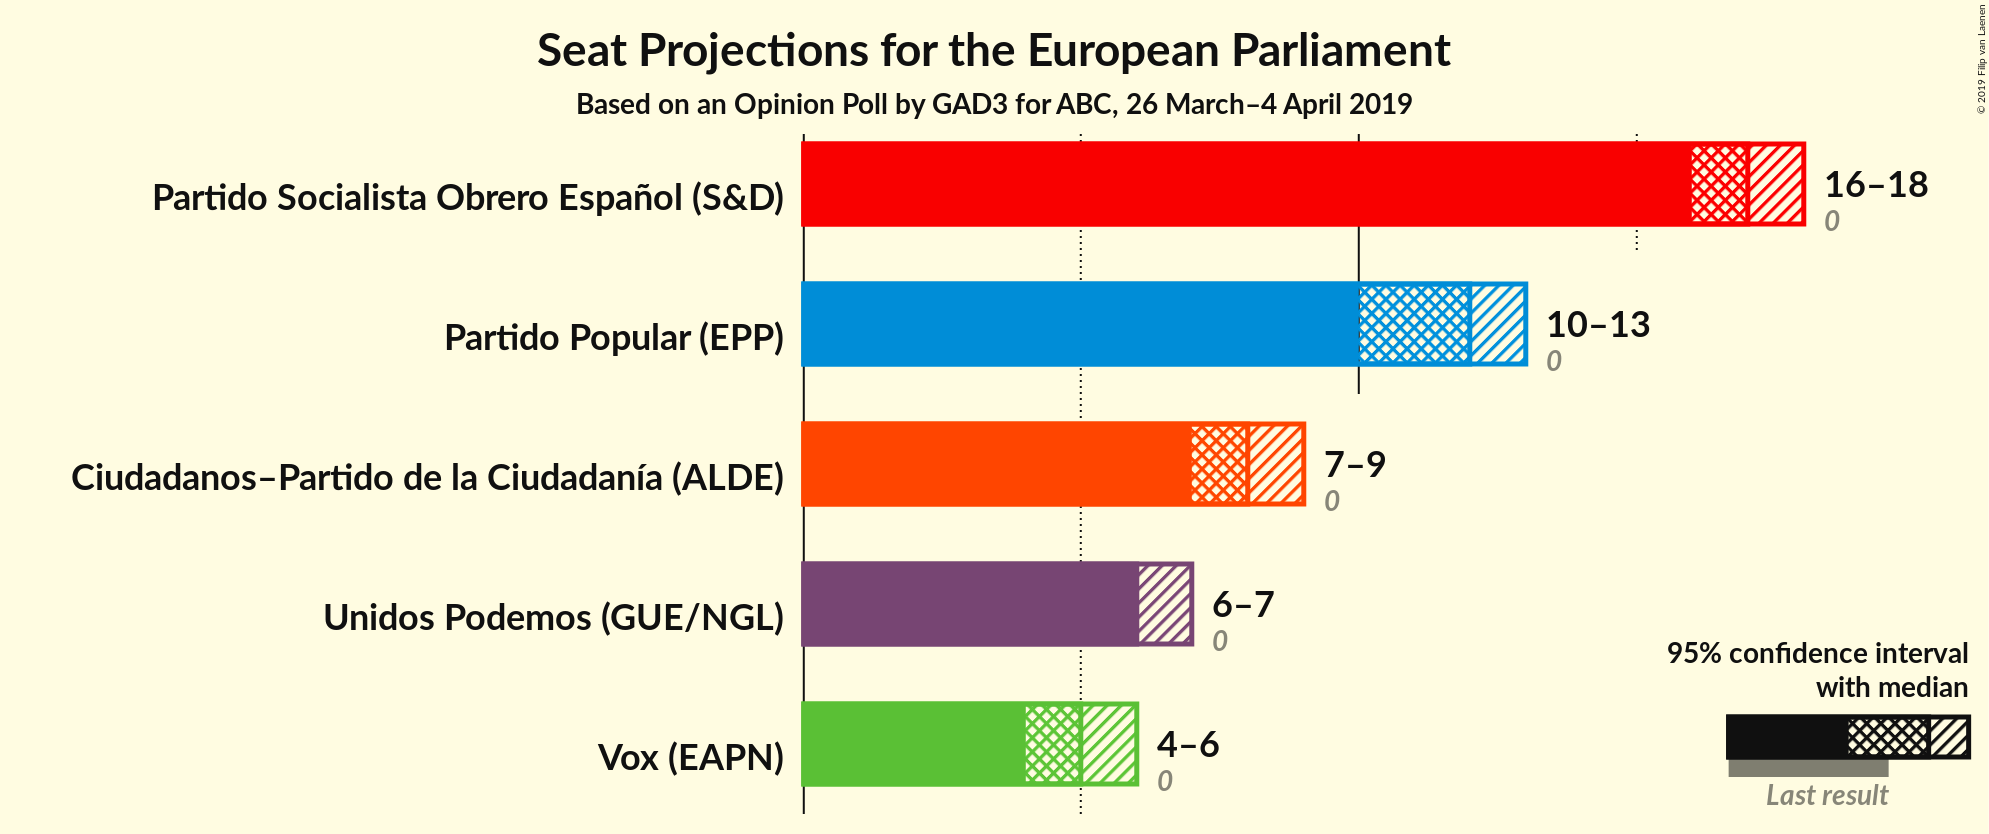 Seat Projections for the European Parliament
Based on an Opinion Poll by GAD3 for ABC, 26 March–4 April 2019
© 2019 Filip van Laenen
Partido Socialista Obrero Español (S&D)
16–18
0
Partido Popular (EPP)
10–13
0
Ciudadanos–Partido de la Ciudadanía (ALDE)
7–9
0
Unidos Podemos (GUE/NGL)
6–7
0
Vox (EAPN)
4–6
0
95% confidence interval
with median
Last result